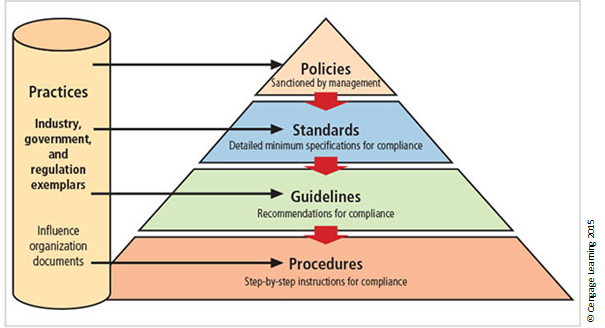 Practices
Industry,
government,
and
regulation
exemplars
Influence
organization
documents
Policies
Sanctioned by management
Standards
Detailed minimum specifications for compliance
Guidelines
Recommendations for compliance
Procedures
Step-by-step instructions for compliance
© Cengage Learning 2015